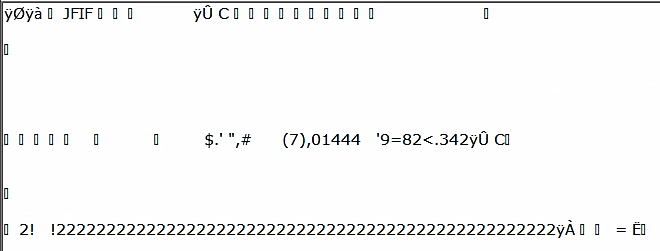 ÿØÿà ▯ JFIF ▯ ▯ ▯ ÿÛ C ▯ ▯ ▯ ▯ ▯ ▯ ▯ ▯ ▯ ▯ ▯
▯
▯ ▯ ▯ ▯ ▯ ▯ ▯ $.' ",# (7),01444 '9=82<.342ÿÛ C▯
▯
▯ 2! !22222222222222222222222222222222222222222222222222ÿÀ ▯ ▯ = Ë▯